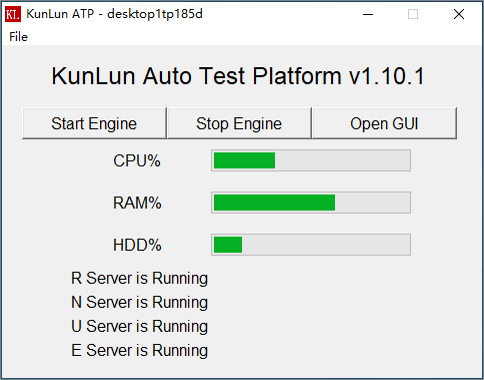 KL KunLun ATP - desktop1tp185d
File
KunLun Auto Test Platform v1.10.1
Start Engine Stop Engine Open GUI
CPU%
RAM%
HDD%
R Server is Running
N Server is Running
U Server is Running
E Server is Running